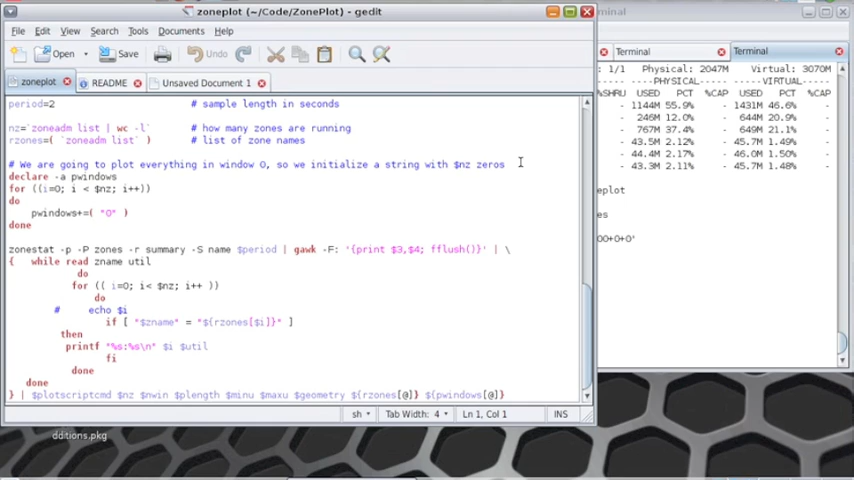 zoneplot (~/Code/ZonePlot) - gedit
File Edit View Search Tools Documents Help
Open Save Undo
zoneplot README Unsaved Document 1
period=2 # sample length in seconds
nz=`zoneadm list | wc -l` # how many zones are running
rzones=( `zoneadm list` ) # list of zone names
# We are going to plot everything in window 0, so we initialize a string with $nz zeros
declare -a pwindows
for ((i=0; i < $nz; i++))
do
pwindows+=( "0" )
done
zonestat -p -P zones -r summary -S name $period | gawk -F: '{print $3,$4; fflush()}' | \
{ while read zname util
do
for (( i=0; i< $nz; i++ ))
do
# echo $i
if [ "$zname" = "${rzones[$i]}" ]
then
printf "%s:%s\n" $i $util
fi
done
done
} | $plotscriptcmd $nz $nwin $plength $minu $maxu $geometry ${rzones[@]} ${pwindows[@]}
sh Tab Width: 4 Ln 1, Col 1 INS
minal
Terminal Terminal
: 1/1 Physical: 2047M Virtual: 3070M
-----PHYSICAL----- -----VIRTUAL-----
%SHRU USED PCT %CAP USED PCT %CAP
- 1144M 55.9% - 1431M 46.6% -
- 246M 12.0% - 644M 20.9% -
- 767M 37.4% - 649M 21.1% -
- 43.5M 2.12% - 45.7M 1.49% -
- 44.4M 2.17% - 46.0M 1.50% -
- 43.3M 2.11% - 45.7M 1.48% -
eplot
es
00+0+0'
dditions.pkg